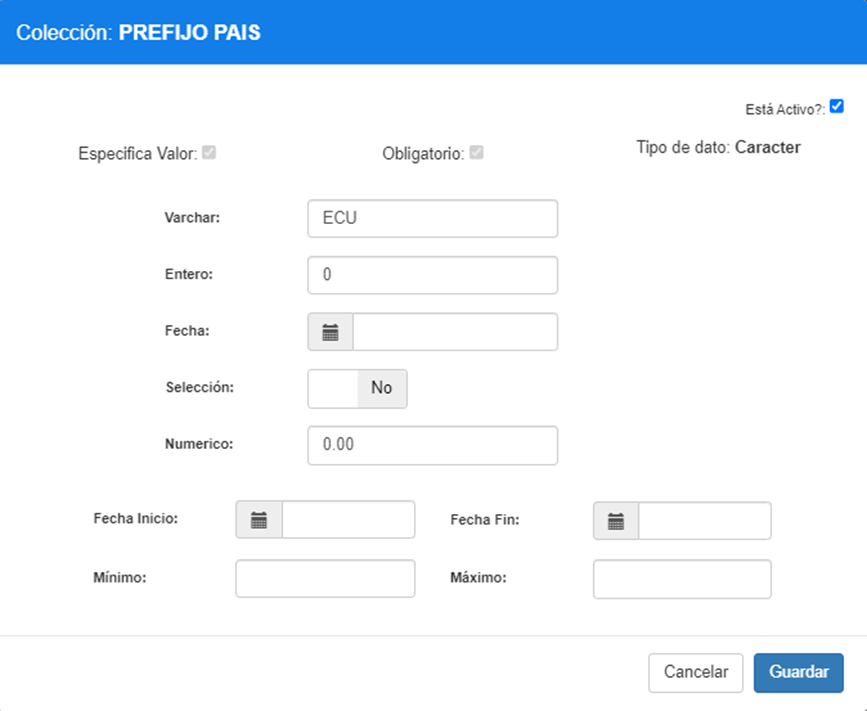 Colección: PREFIJO PAIS
Está Activo?:
Especifica Valor: Obligatorio: Tipo de dato: Caracter
Varchar: ECU
Entero: 0
Fecha:
Selección: No
Numerico: 0.00
Fecha Inicio: Fecha Fin:
Mínimo: Máximo:
Cancelar Guardar